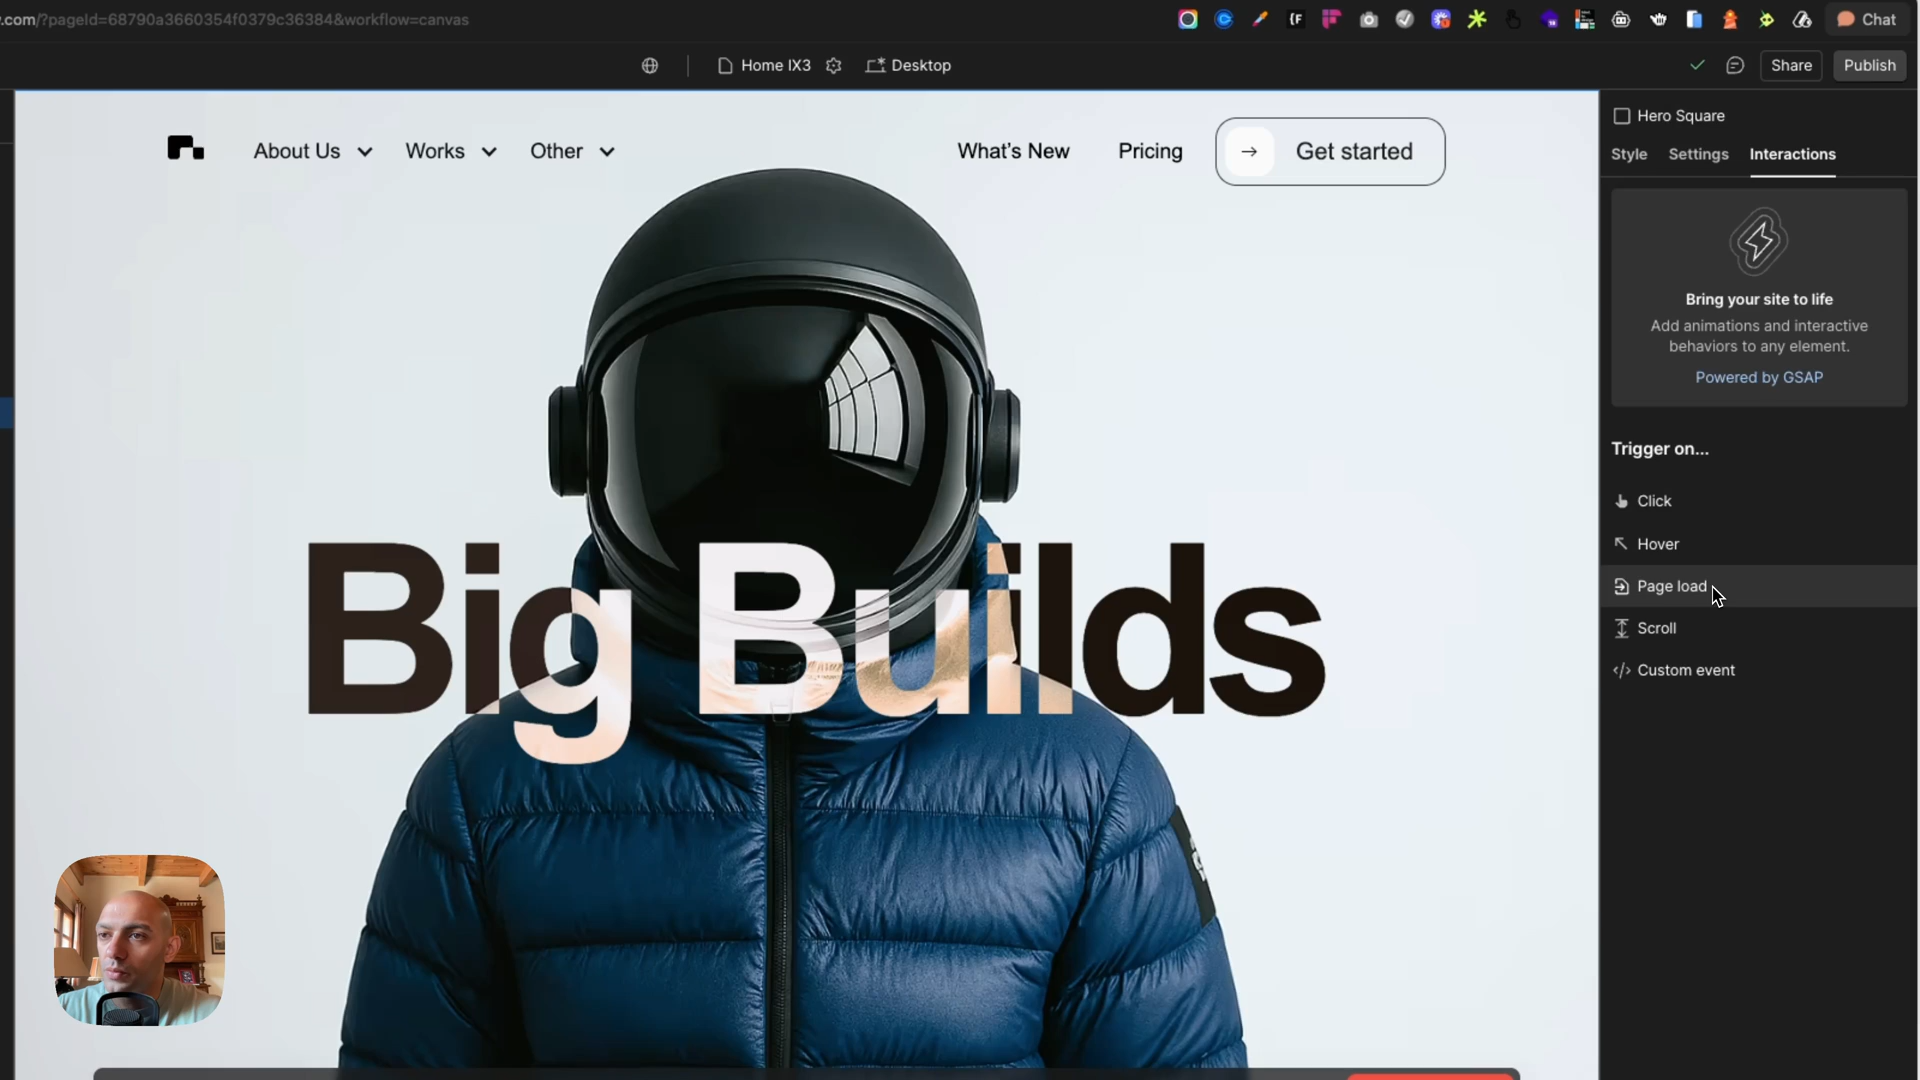 .com/?pageId=68790a3660354f0379c36384&workflow=canvas
Chat
Home IX3
Desktop
Share
Publish
About Us
Works
Other
What's New
Pricing
Get started
Big Builds
Hero Square
Style
Settings
Interactions
Bring your site to life
Add animations and interactive
behaviors to any element.
Powered by GSAP
Trigger on...
Click
Hover
Page load
Scroll
Custom event